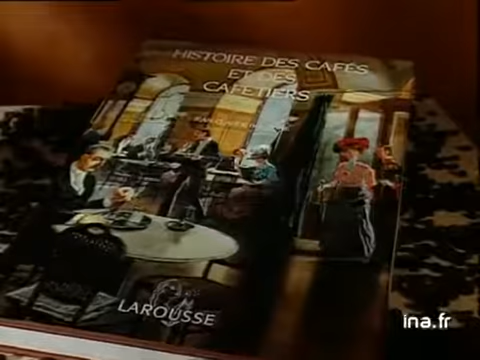 HISTOIRE DES CAFÉS
ET DES
CAFETIERS
LAROUSSE
ina.fr